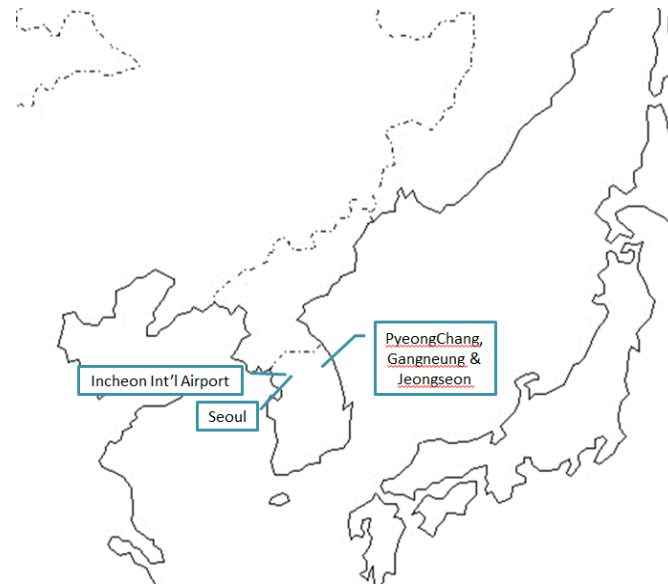 PyeongChang,
Gangneung &
Jeongseon
Incheon Int'l Airport
Seoul